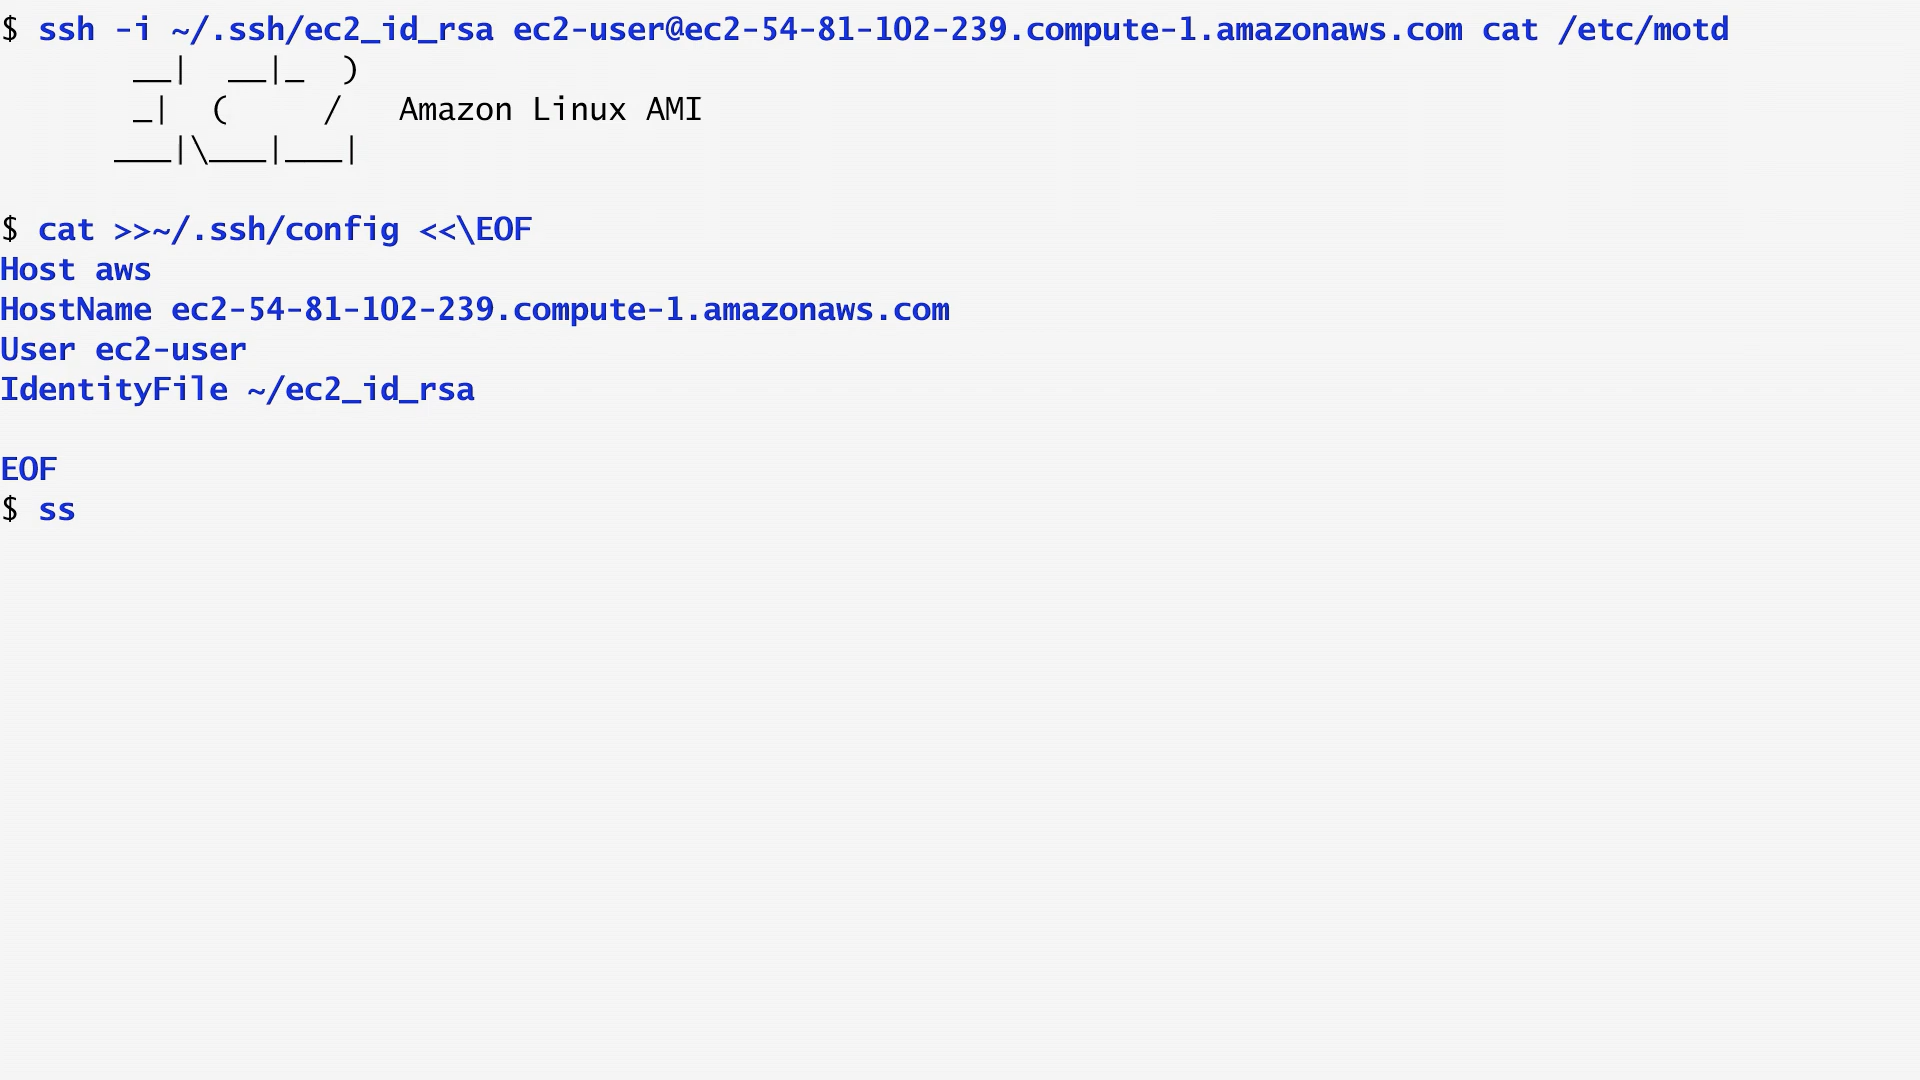 $ ssh -i ~/.ssh/ec2_id_rsa ec2-user@ec2-54-81-102-239.compute-1.amazonaws.com cat /etc/motd
       __|  __|_  )
       _|  (     /   Amazon Linux AMI
      ___|\___|___|

$ cat >>~/.ssh/config <<\EOF
Host aws
HostName ec2-54-81-102-239.compute-1.amazonaws.com
User ec2-user
IdentityFile ~/ec2_id_rsa

EOF
$ ss